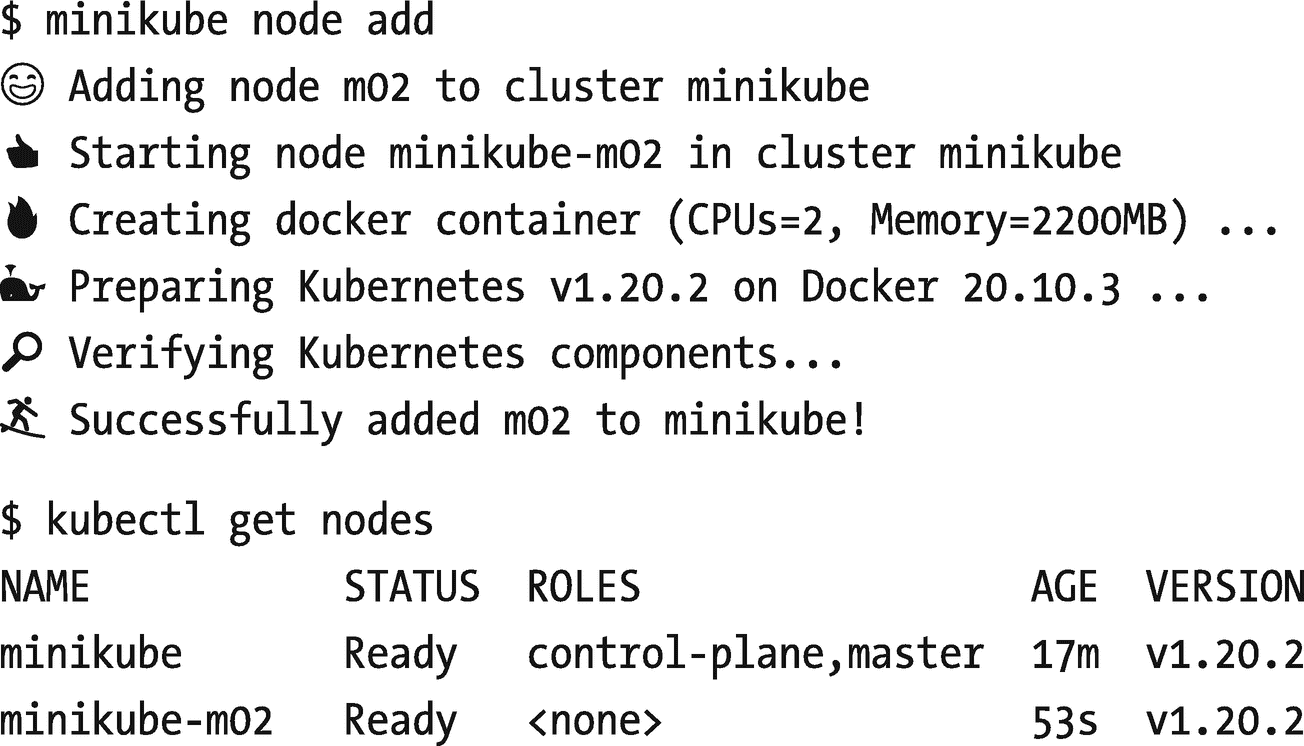 $ minikube node add
😄 Adding node m02 to cluster minikube
👍 Starting node minikube-m02 in cluster minikube
🔥 Creating docker container (CPUs=2, Memory=2200MB) ...
🐳 Preparing Kubernetes v1.20.2 on Docker 20.10.3 ...
🔎 Verifying Kubernetes components...
🏄 Successfully added m02 to minikube!
$ kubectl get nodes
NAME STATUS ROLES AGE VERSION
minikube Ready control-plane,master 17m v1.20.2
minikube-m02 Ready <none> 53s v1.20.2